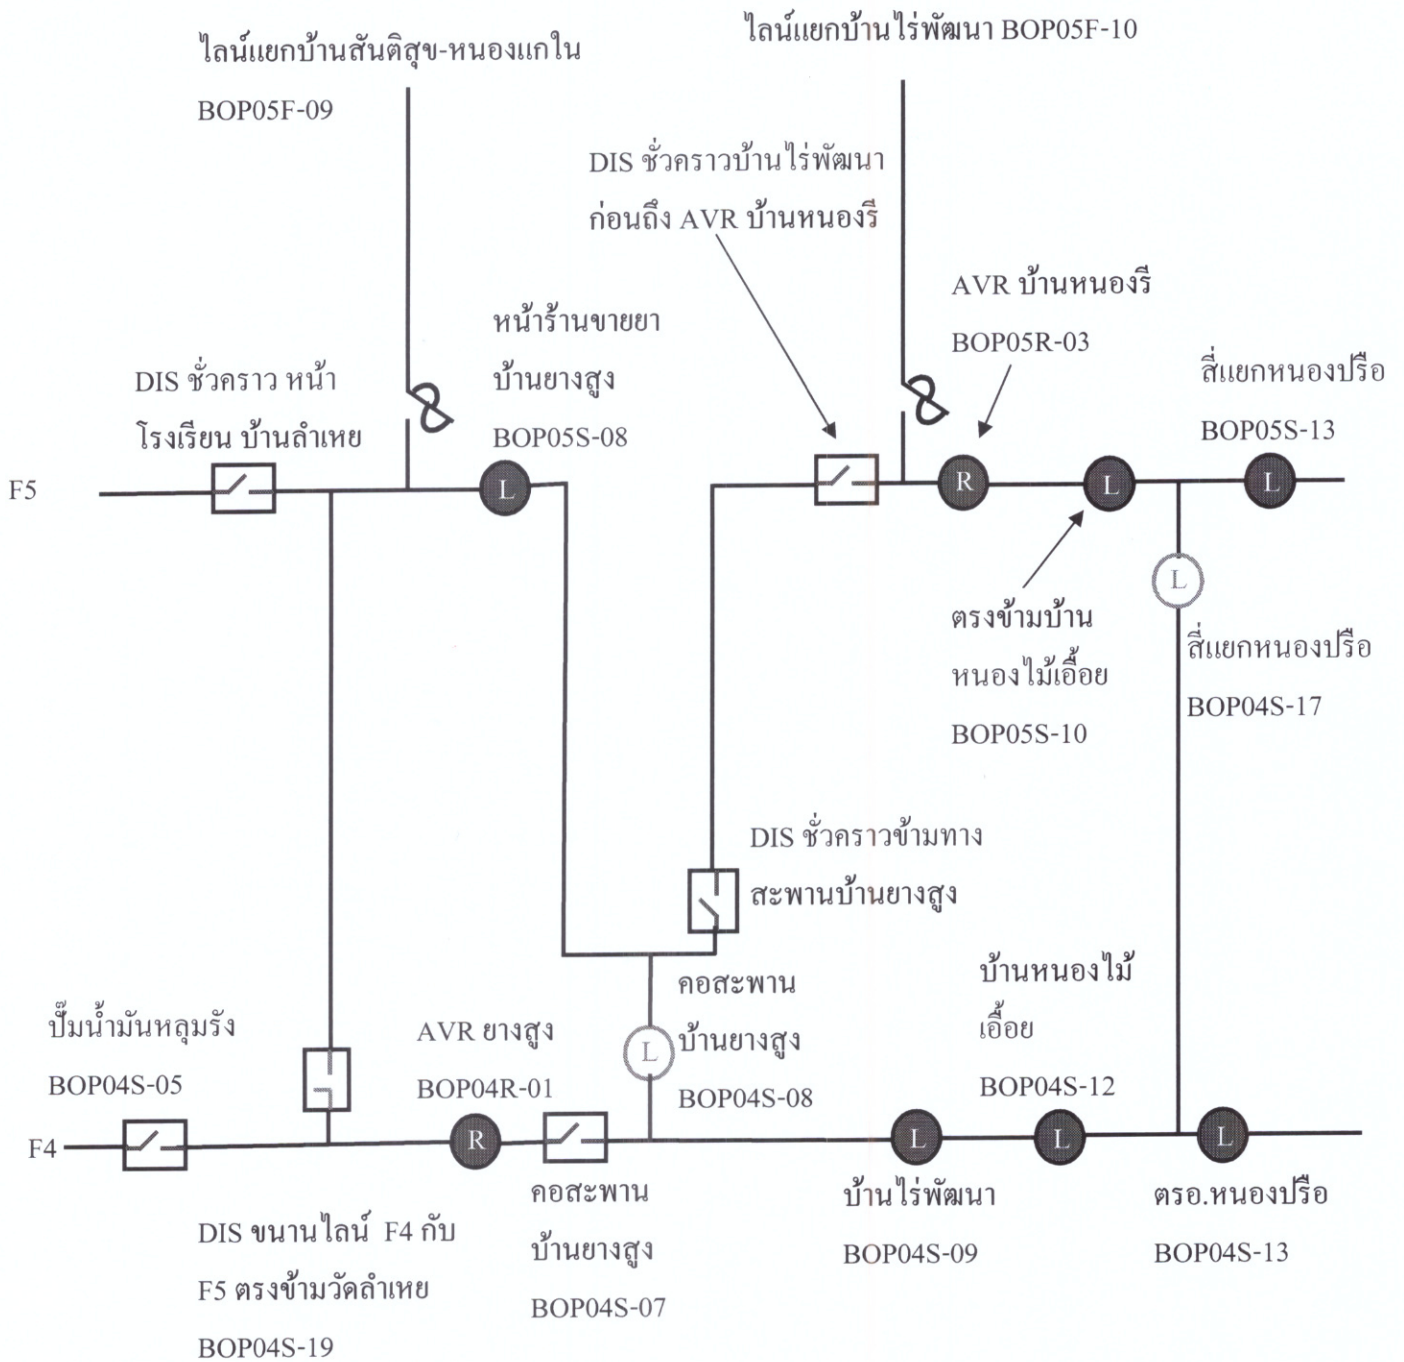 ไลน์แยกบ้านสันติสุข-หนองแกใน
BOP05F-09
ไลน์แยกบ้านไร่พัฒนา BOP05F-10
DIS ชั่วคราวบ้านไร่พัฒนา
ก่อนถึง AVR บ้านหนองรี
AVR บ้านหนองรี
BOP05R-03
หน้าร้านขายยา
บ้านยางสูง
BOP05S-08
DIS ชั่วคราว หน้า
โรงเรียน บ้านลำเหย
สี่แยกหนองปรือ
BOP05S-13
F5
L
R
L
L
L
ตรงข้ามบ้าน
หนองไม้เอื้อย
BOP05S-10
สี่แยกหนองปรือ
BOP04S-17
DIS ชั่วคราวข้ามทาง
สะพานบ้านยางสูง
คอสะพาน
บ้านยางสูง
BOP04S-08
บ้านหนองไม้
เอื้อย
BOP04S-12
ปั๊มน้ำมันหลุมรัง
BOP04S-05
AVR ยางสูง
BOP04R-01
L
F4
R
L
L
L
คอสะพาน
บ้านยางสูง
BOP04S-07
บ้านไร่พัฒนา
BOP04S-09
ตรอ.หนองปรือ
BOP04S-13
DIS ขนานไลน์ F4 กับ
F5 ตรงข้ามวัดลำเหย
BOP04S-19